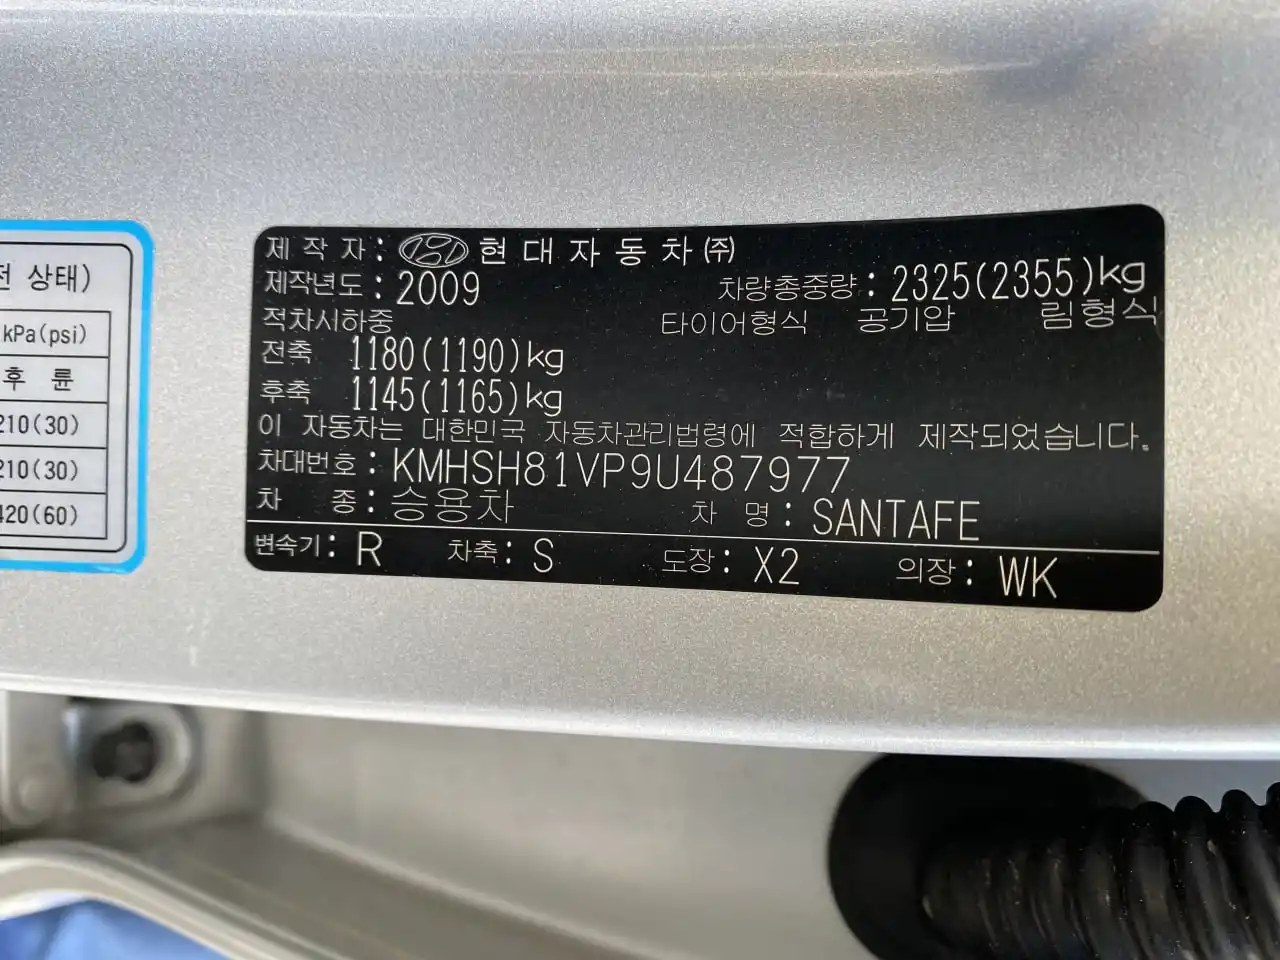 전 상태)
kPa(psi)
후 륜
210(30)
210(30)
420(60)
제 작 자 : 현 대 자 동 차 ㈜
제작년도 : 2009 차량총중량 : 2325(2355)kg
적차시하중 타이어형식 공기압 림형식
전축 1180(1190)kg
후축 1145(1165)kg
이 자동차는 대한민국 자동차관리법령에 적합하게 제작되었습니다.
차대번호 : KMHSH81VP9U487977
차 종 : 승용차 차 명 : SANTAFE
변속기 : R 차축 : S 도장 : X2 의장 : WK